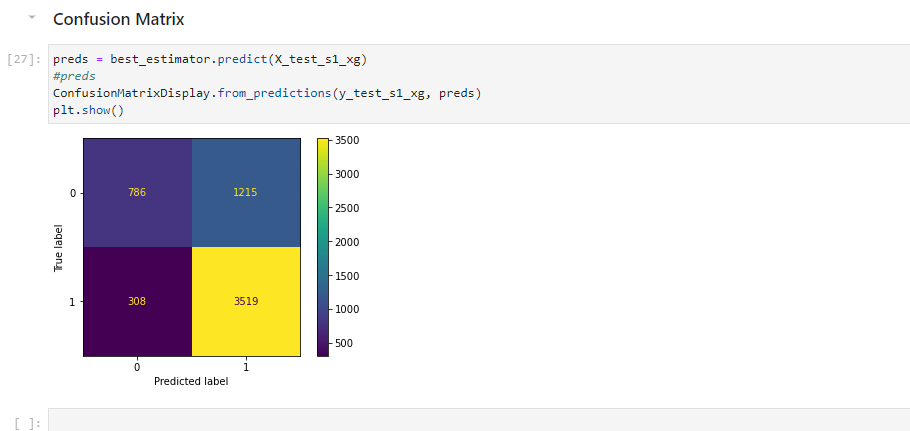 Confusion Matrix
[27]:
preds = best_estimator.predict(X_test_s1_xg)
#preds
ConfusionMatrixDisplay.from_predictions(y_test_s1_xg, preds)
plt.show()
3500
3000
2500
2000
1500
1000
500
0
786
1215
True label
1
308
3519
0
1
Predicted label
[ ]: